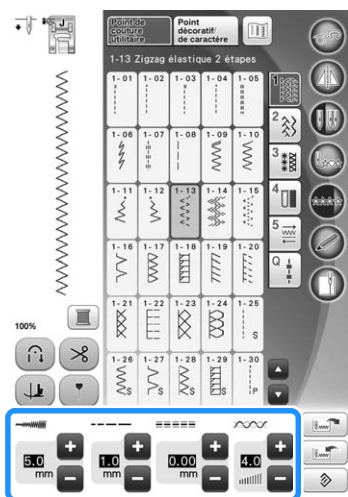 J
Point de
couture
utilitaire
Point
décoratif/
de caractère
1-13 Zigzag élastique 2 étapes
1-01 1-02 1-03 1-04 1-05
1
1-06 1-07 1-08 1-09 1-10
2
3
1-11 1-12 1-13 1-14 1-15
4
1-16 1-17 1-18 1-19 1-20
5
Q
1-21 1-22 1-23 1-24 1-25
S
100%
1-26 1-27 1-28 1-29 1-30
S S S S P
5.0 mm
1.0 mm
0.00 mm
4.0